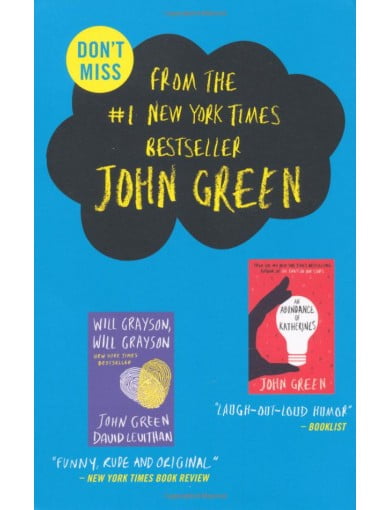 DON'T
MISS
FROM THE
#1 NEW YORK TIMES
BESTSELLER
JOHN GREEN
WILL GRAYSON,
WILL GRAYSON
NEW YORK TIMES
BESTSELLER
JOHN GREEN
DAVID LEVITHAN
"FUNNY, RUDE AND ORIGINAL"
– NEW YORK TIMES BOOK REVIEW
AN
ABUNDANCE
OF
KATHERINES
JOHN GREEN
"LAUGH-OUT-LOUD HUMOR"
– BOOKLIST